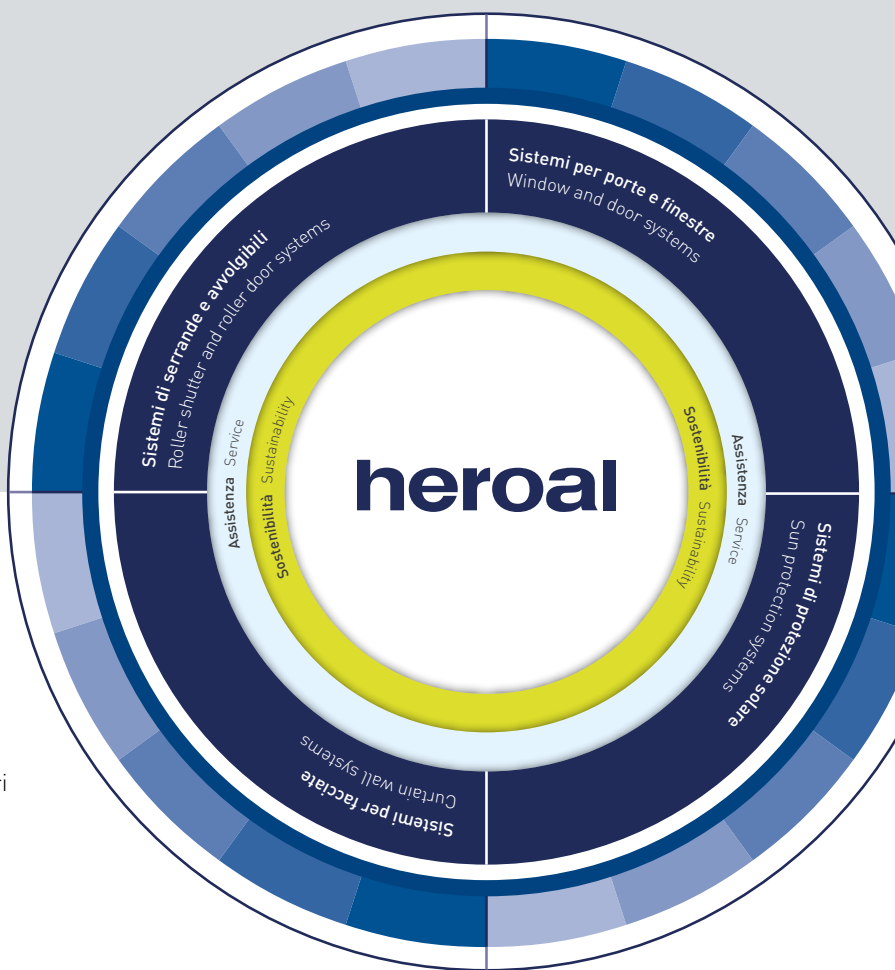 Sistemi per porte e finestre
Window and door systems
Sistemi di serrande e avvolgibili
Roller shutter and roller door systems
Assistenza Service
Sostenibilità Sustainability
heroal
Sostenibilità Sustainability
Assistenza Service
Sistemi di protezione solare
Sun protection systems
Sistemi per facciate
Curtain wall systems
ri